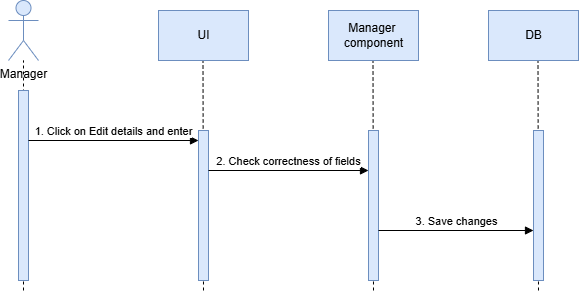 UI
Manager
component
DB
Manager
1. Click on Edit details and enter
2. Check correctness of fields
3. Save changes